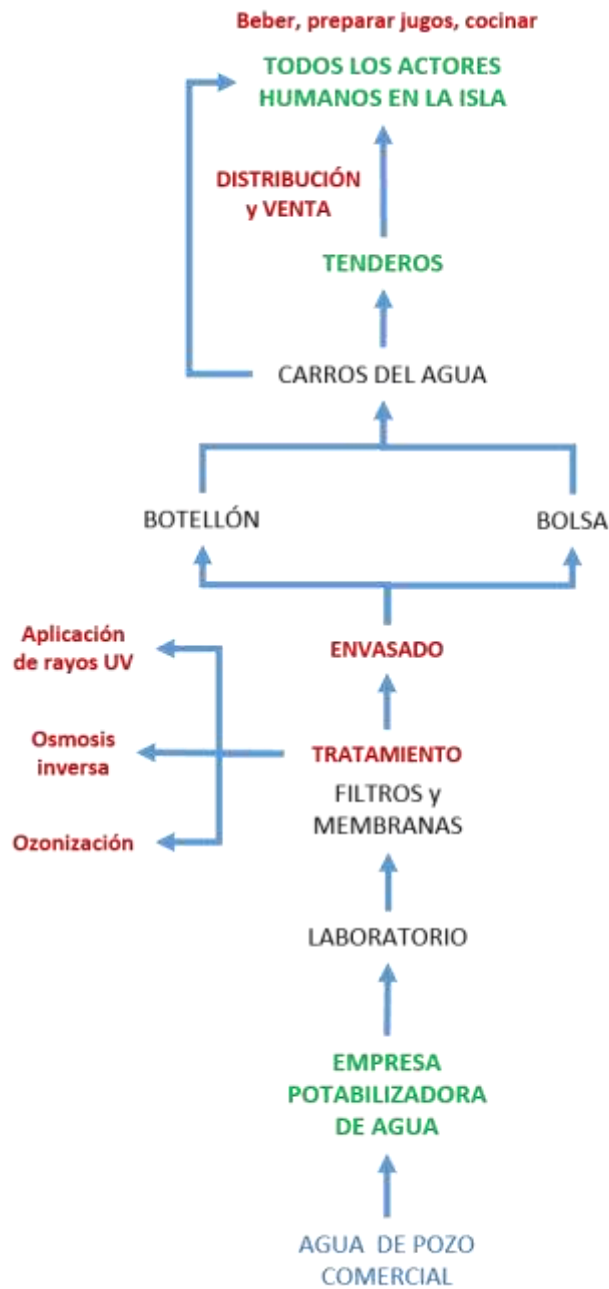 Beber, preparar jugos, cocinar
TODOS LOS ACTORES
HUMANOS EN LA ISLA
DISTRIBUCIÓN
y VENTA
TENDEROS
CARROS DEL AGUA
BOTELLÓN
BOLSA
Aplicación
de rayos UV
ENVASADO
Osmosis
inversa
TRATAMIENTO
FILTROS y
MEMBRANAS
Ozonización
LABORATORIO
EMPRESA
POTABILIZADORA
DE AGUA
AGUA DE POZO
COMERCIAL